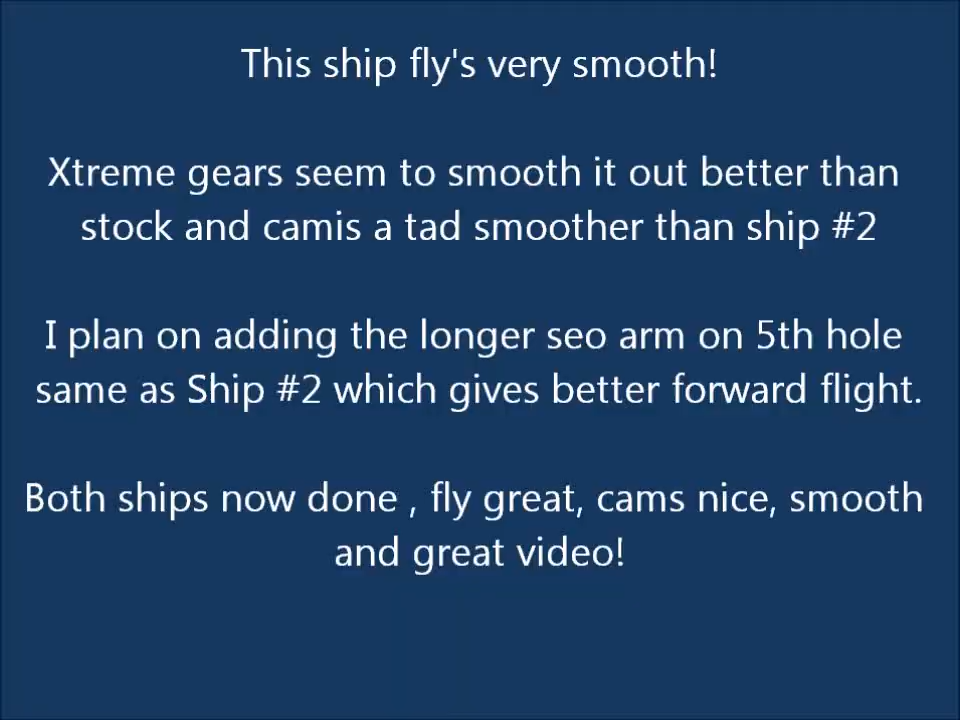 This ship fly's very smooth!
Xtreme gears seem to smooth it out better than
stock and camis a tad smoother than ship #2
I plan on adding the longer seo arm on 5th hole
same as Ship #2 which gives better forward flight.
Both ships now done , fly great, cams nice, smooth
and great video!